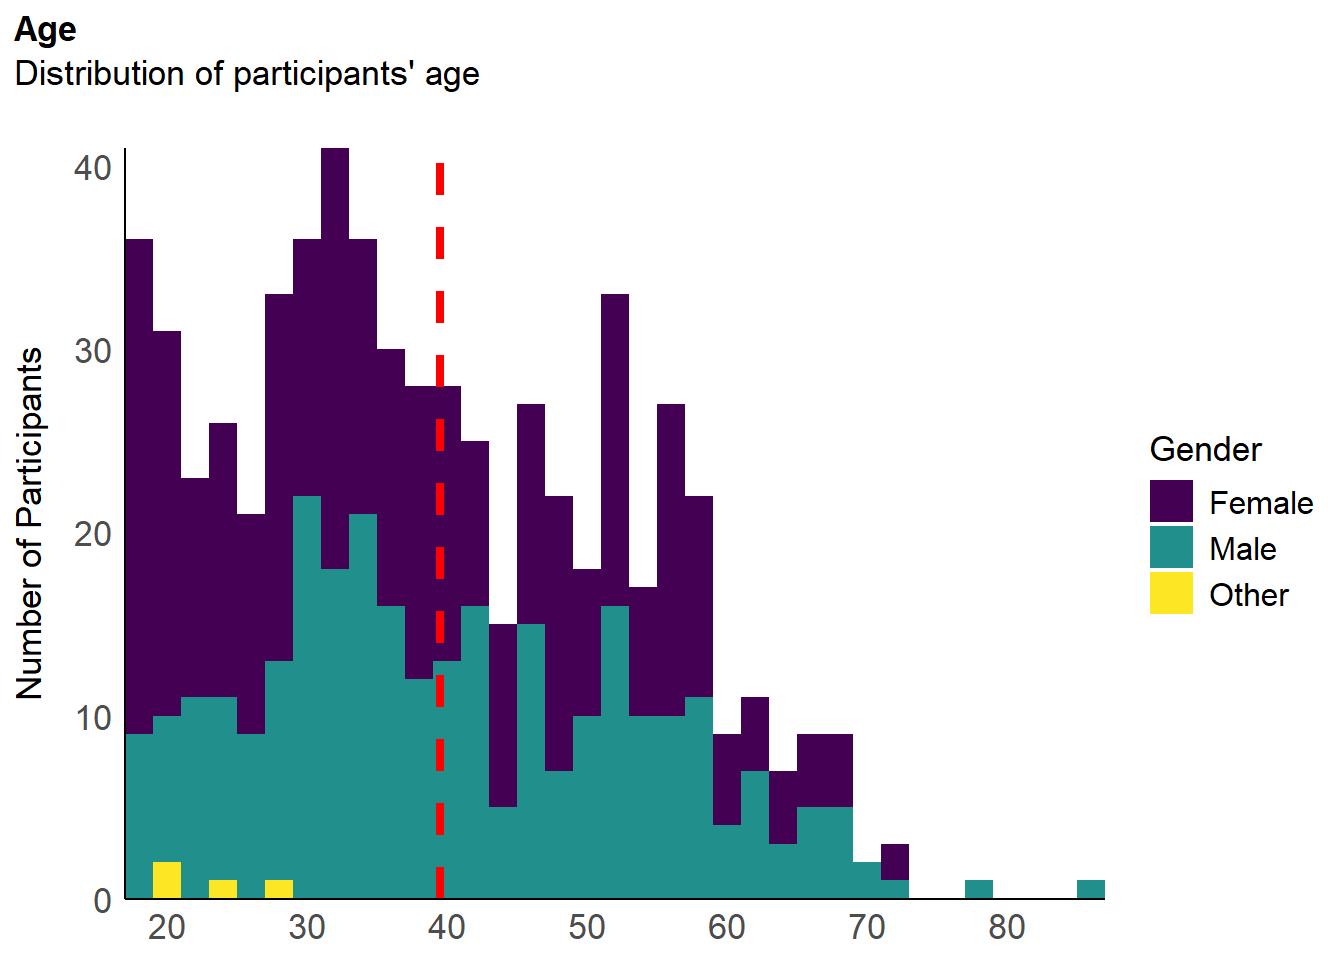 Age
Distribution of participants' age
Number of Participants
40
30
20
10
0
20 30 40 50 60 70 80
Gender
Female
Male
Other